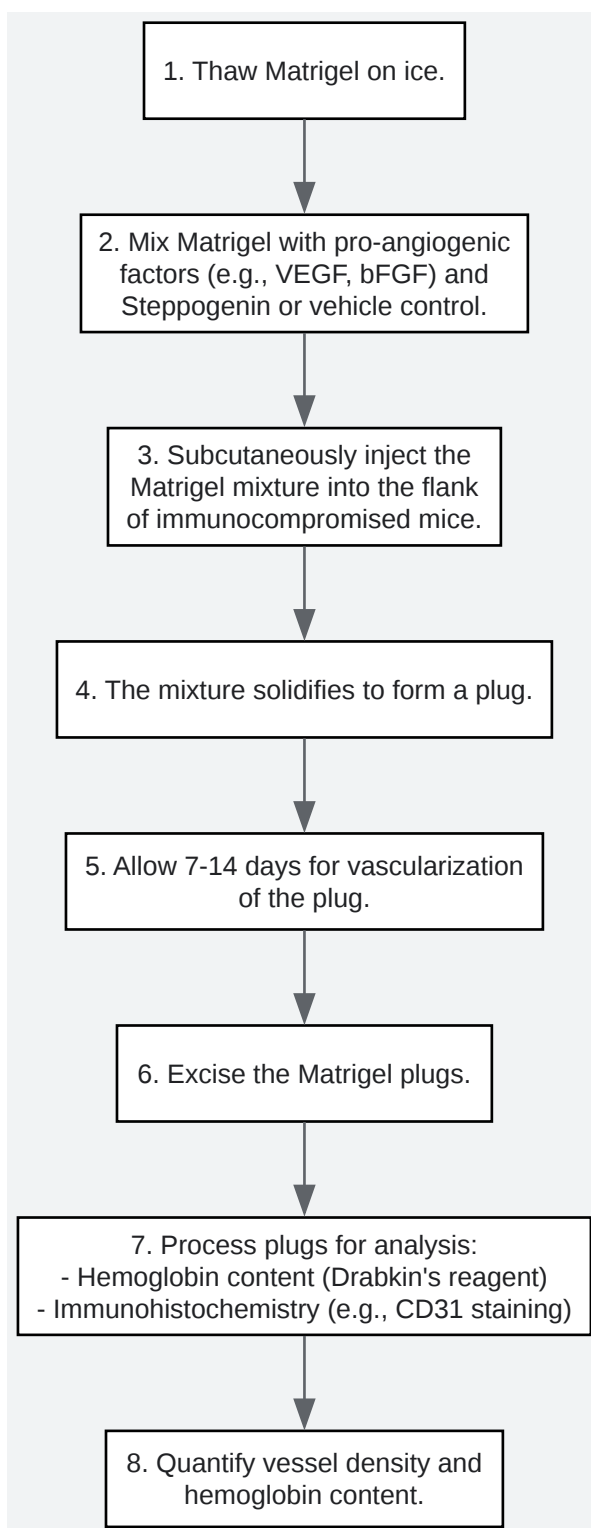 1. Thaw Matrigel on ice.
2. Mix Matrigel with pro-angiogenic
factors (e.g., VEGF, bFGF) and
Steppogenin or vehicle control.
3. Subcutaneously inject the
Matrigel mixture into the flank
of immunocompromised mice.
4. The mixture solidifies to form a plug.
5. Allow 7-14 days for vascularization
of the plug.
6. Excise the Matrigel plugs.
7. Process plugs for analysis:
- Hemoglobin content (Drabkin's reagent)
- Immunohistochemistry (e.g., CD31 staining)
8. Quantify vessel density and
hemoglobin content.